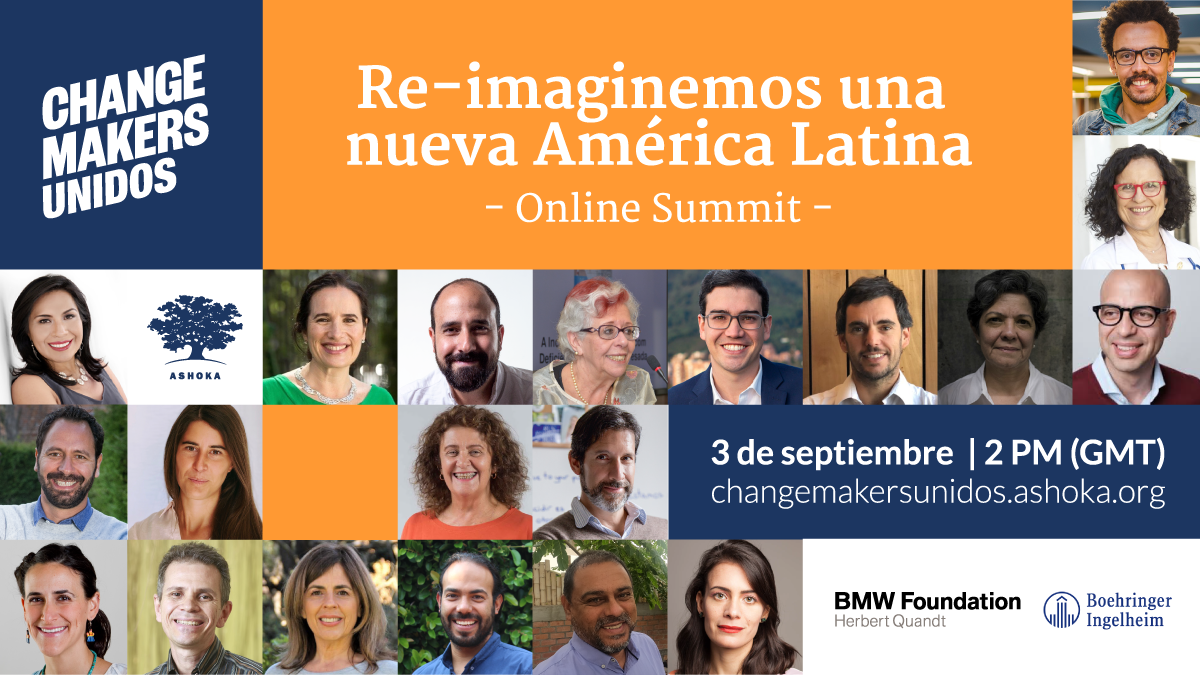 CHANGE
MAKERS
UNIDOS
Re-imaginemos una
nueva América Latina
- Online Summit -
ASHOKA
3 de septiembre | 2 PM (GMT)
changemakersunidos.ashoka.org
BMW Foundation
Herbert Quandt
Boehringer
Ingelheim